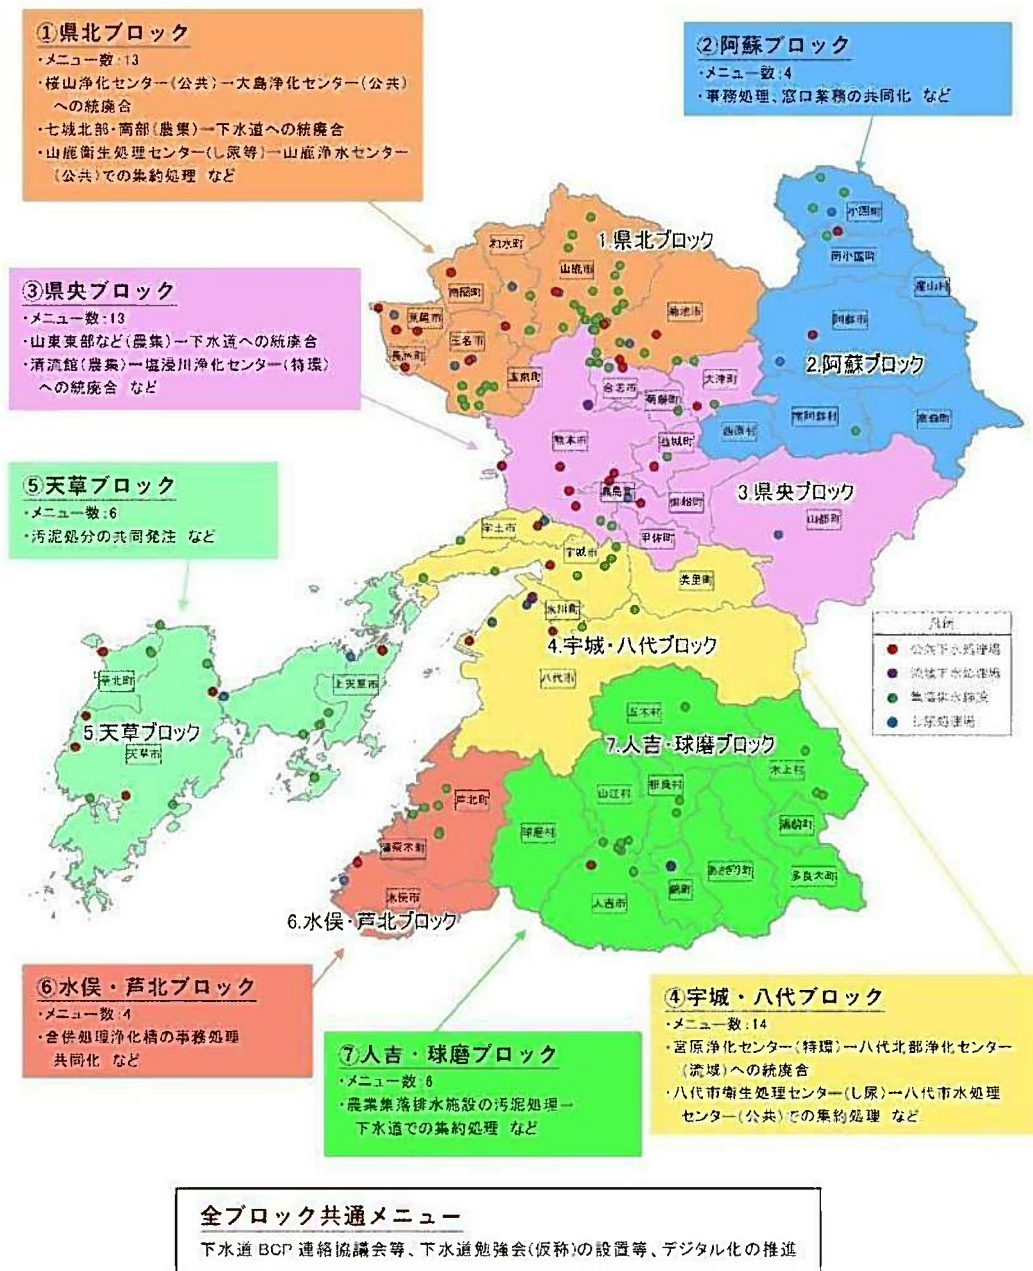 ①県北ブロック
・メニュー数:13
・桜山浄化センター(公共)→大島浄化センター(公共)
への統廃合
・七城北部・南部(農集)→下水道への統廃合
・山鹿衛生処理センター(し尿等)→山鹿浄水センター
(公共)での集約処理 など
②阿蘇ブロック
・メニュー数:4
・事務処理、窓口業務の共同化 など
③県央ブロック
・メニュー数:13
・山東東部など(農集)→下水道への統廃合
・清流館(農集)→塩浸川浄化センター(特環)
への統廃合 など
⑤天草ブロック
・メニュー数:6
・汚泥処分の共同発注 など
小国町
南小国町
産山村
阿蘇市
2.阿蘇ブロック
西原村
南阿蘇村
高森町
和水町
1.県北ブロック
山鹿市
菊池市
南関町
荒尾市
長洲町
玉名市
玉東町
合志市
菊陽町
大津町
熊本市
益城町
嘉島町
御船町
3.県央ブロック
山都町
甲佐町
宇土市
宇城市
美里町
氷川町
4.宇城・八代ブロック
八代市
凡例
公共下水処理場
流域下水処理場
集落排水施設
し尿処理場
苓北町
上天草市
5.天草ブロック
天草市
五木村
7.人吉・球磨ブロック
水上村
山江村
相良村
湯前町
球磨村
あさぎり町
多良木町
錦町
人吉市
芦北町
津奈木町
水俣市
6.水俣・芦北ブロック
⑥水俣・芦北ブロック
・メニュー数:4
・合併処理浄化槽の事務処理
共同化 など
⑦人吉・球磨ブロック
・メニュー数:6
・農業集落排水施設の汚泥処理→
下水道での集約処理 など
④宇城・八代ブロック
・メニュー数:14
・宮原浄化センター(特環)→八代北部浄化センター
(流域)への統廃合
・八代市衛生処理センター(し尿)→八代市水処理
センター(公共)での集約処理 など
全ブロック共通メニュー
下水道 BCP 連絡協議会等、下水道勉強会(仮称)の設置等、デジタル化の推進